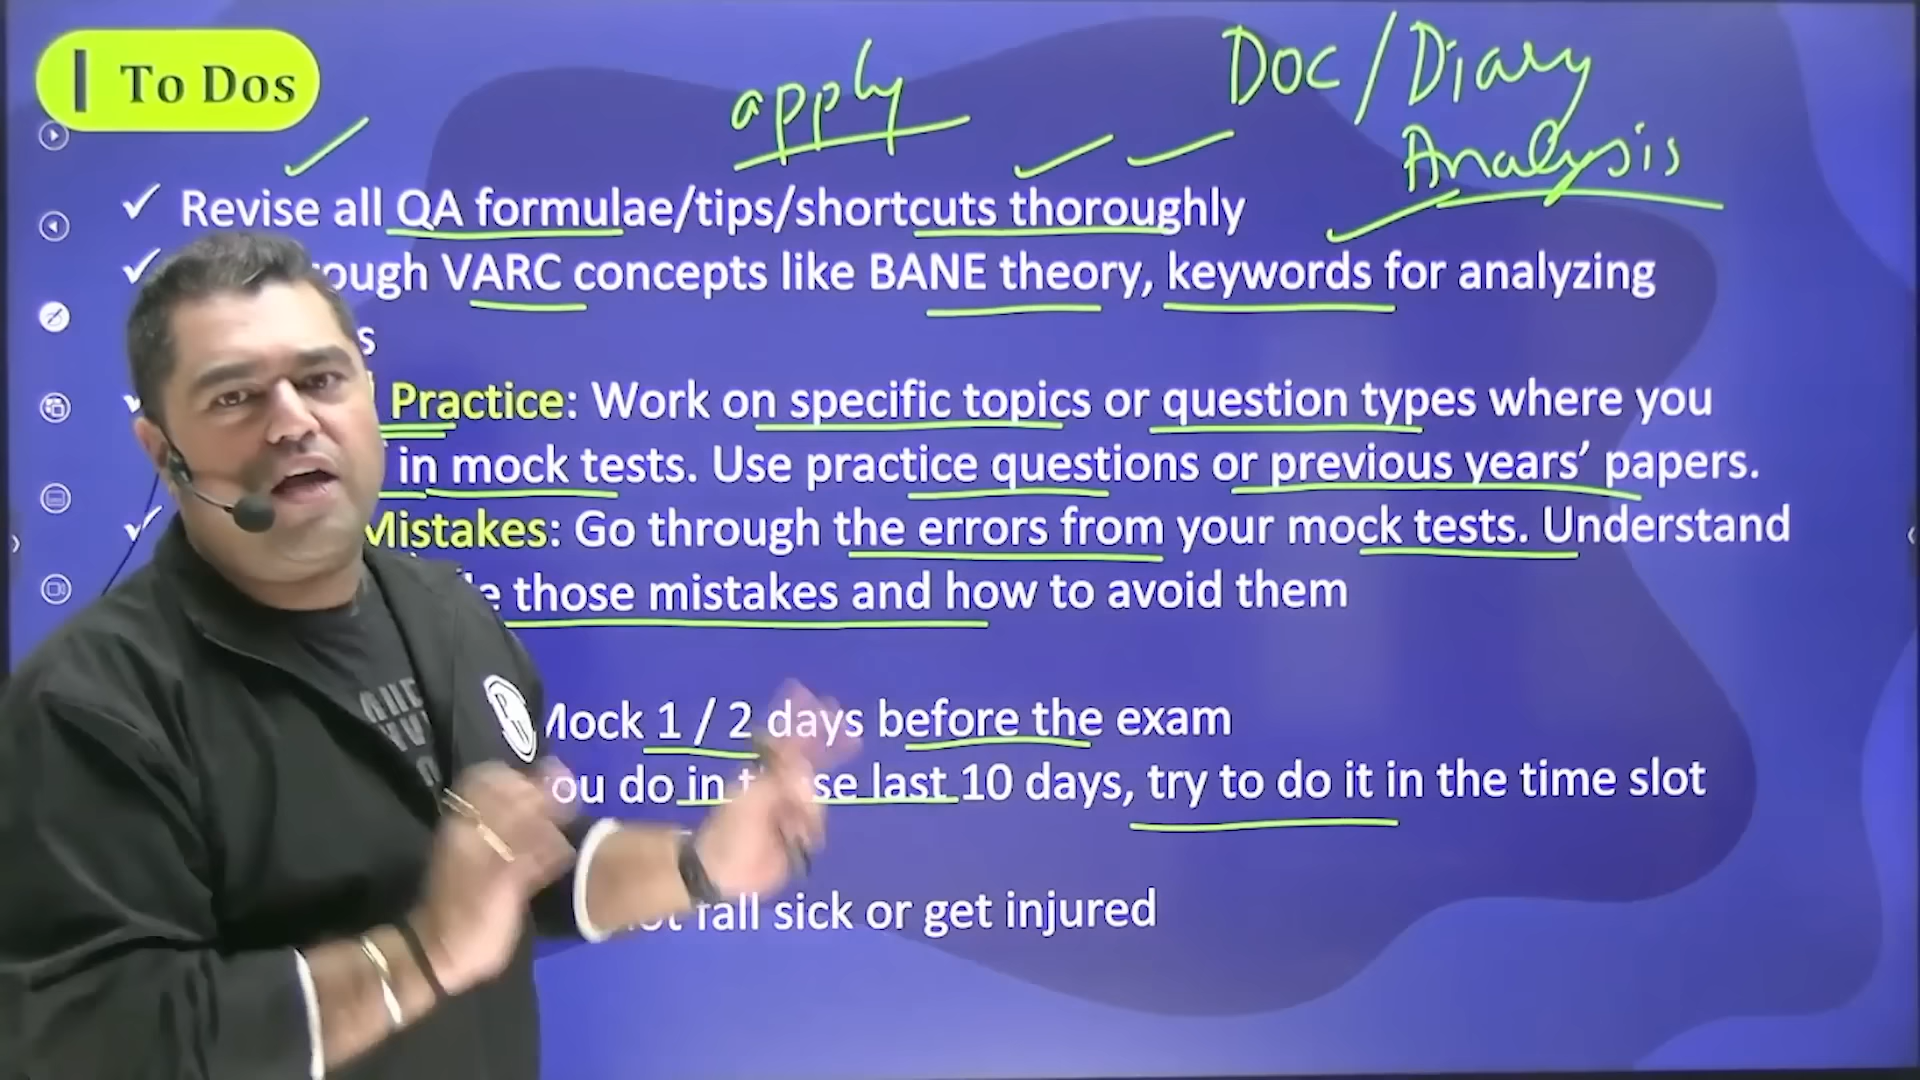 To Dos
apply
Doc/Diary
Analysis
Revise all QA formulae/tips/shortcuts thoroughly
VARC concepts like BANE theory, keywords for analyzing
Practice: Work on specific topics or question types where you
in mock tests. Use practice questions or previous years’ papers.
Mistakes: Go through the errors from your mock tests. Understand
those mistakes and how to avoid them
Mock 1 / 2 days before the exam
you do in last 10 days, try to do it in the time slot
fall sick or get injured